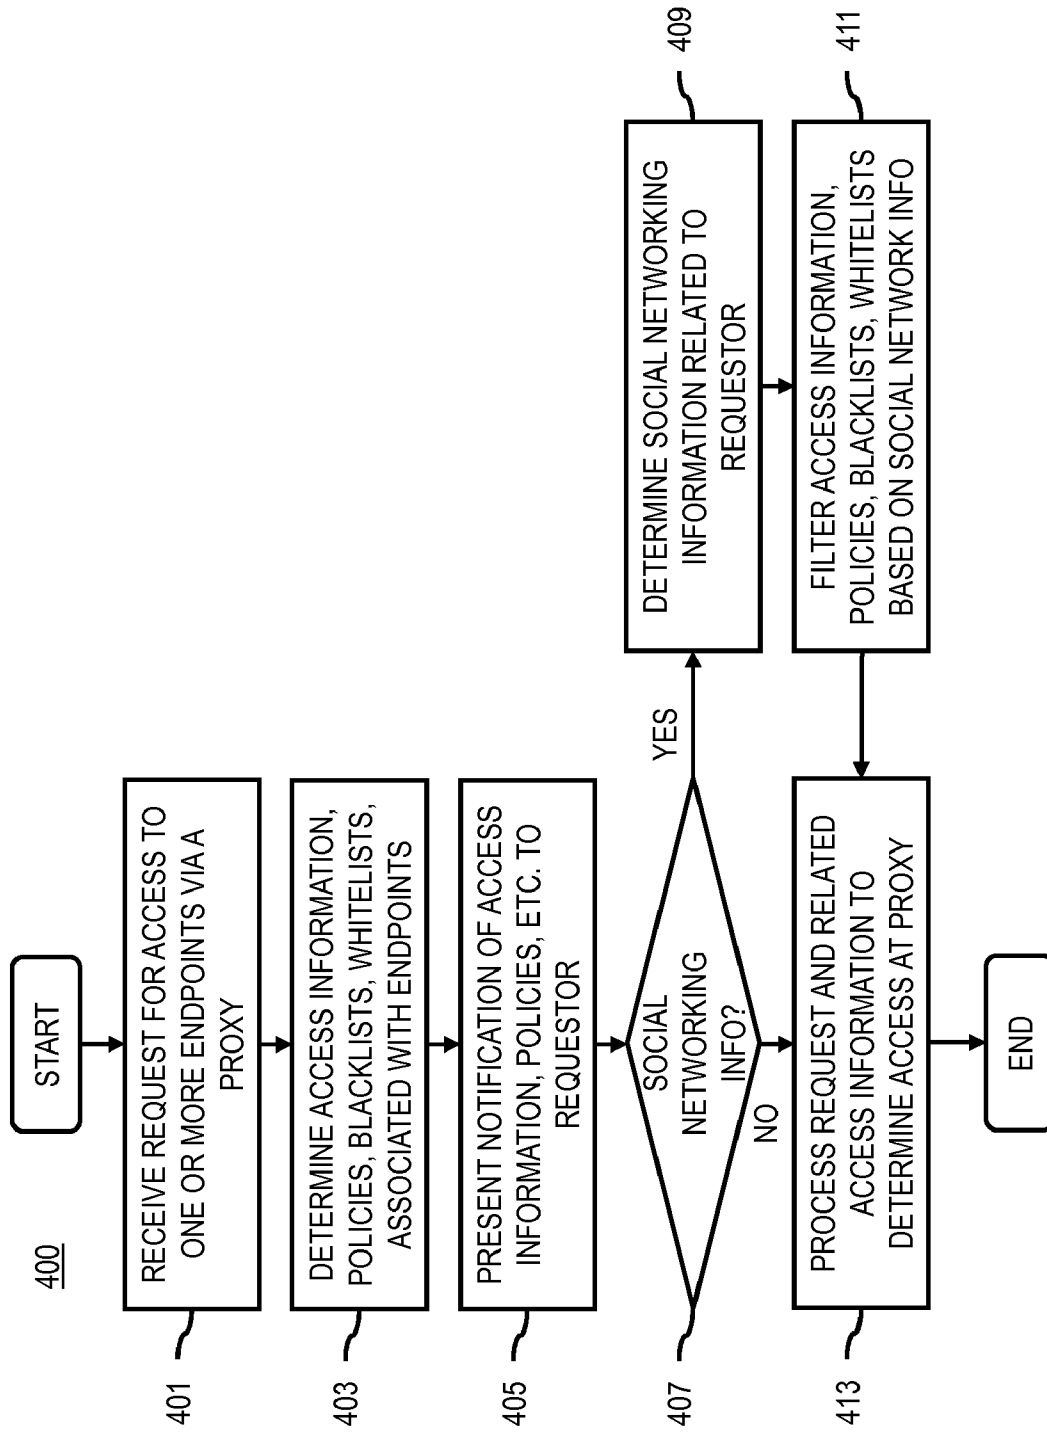 400
START
401
RECEIVE REQUEST FOR ACCESS TO
ONE OR MORE ENDPOINTS VIA A
PROXY
403
DETERMINE ACCESS INFORMATION,
POLICIES, BLACKLISTS, WHITELISTS,
ASSOCIATED WITH ENDPOINTS
405
PRESENT NOTIFICATION OF ACCESS
INFORMATION, POLICIES, ETC. TO
REQUESTOR
407
SOCIAL
NETWORKING
INFO?
YES
NO
DETERMINE SOCIAL NETWORKING
INFORMATION RELATED TO
REQUESTOR
409
FILTER ACCESS INFORMATION,
POLICIES, BLACKLISTS, WHITELISTS
BASED ON SOCIAL NETWORK INFO
411
413
PROCESS REQUEST AND RELATED
ACCESS INFORMATION TO
DETERMINE ACCESS AT PROXY
END